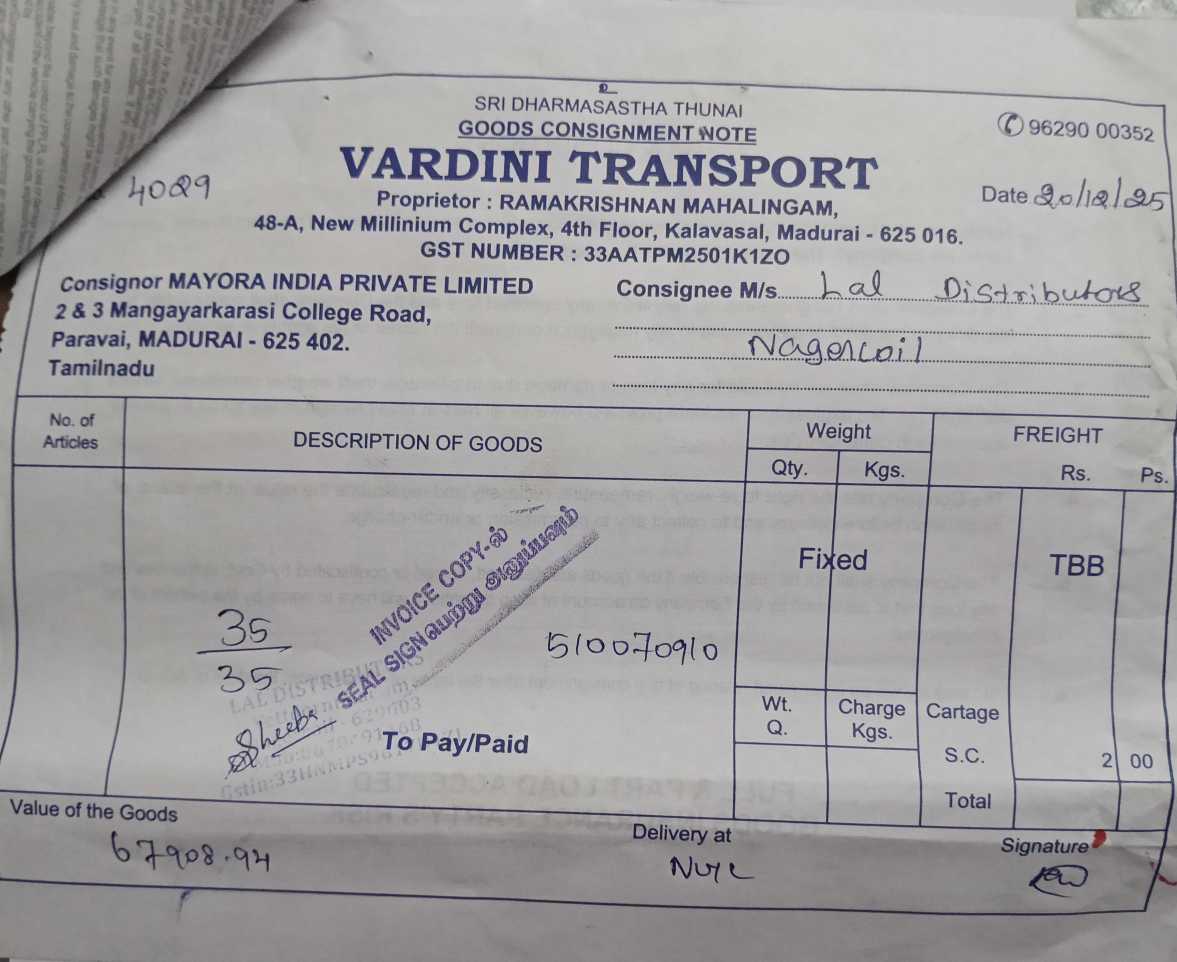 SRI DHARMASASTHA THUNAI
GOODS CONSIGNMENT NOTE
✆ 96290 00352
VARDINI TRANSPORT
4029
Date 20/12/25
Proprietor : RAMAKRISHNAN MAHALINGAM,
48-A, New Millinium Complex, 4th Floor, Kalavasal, Madurai - 625 016.
GST NUMBER : 33AATPM2501K1ZO
Consignor MAYORA INDIA PRIVATE LIMITED
2 & 3 Mangayarkarasi College Road,
Paravai, MADURAI - 625 402.
Tamilnadu
Consignee M/s. Lal Distributors
Nagercoil
No. of Articles
DESCRIPTION OF GOODS
Weight
Qty. Kgs.
FREIGHT
Rs. Ps.
Fixed
TBB
INVOICE COPY-ல்
SEAL SIGN பெற்று அனுப்பவும்
35
35
510070910
LAL DISTRIBUTORS
Sheeba
To Pay/Paid
Wt. Q.
Charge Kgs.
Cartage
S.C. 2 00
Total
Value of the Goods
67908.94
Delivery at
Signature